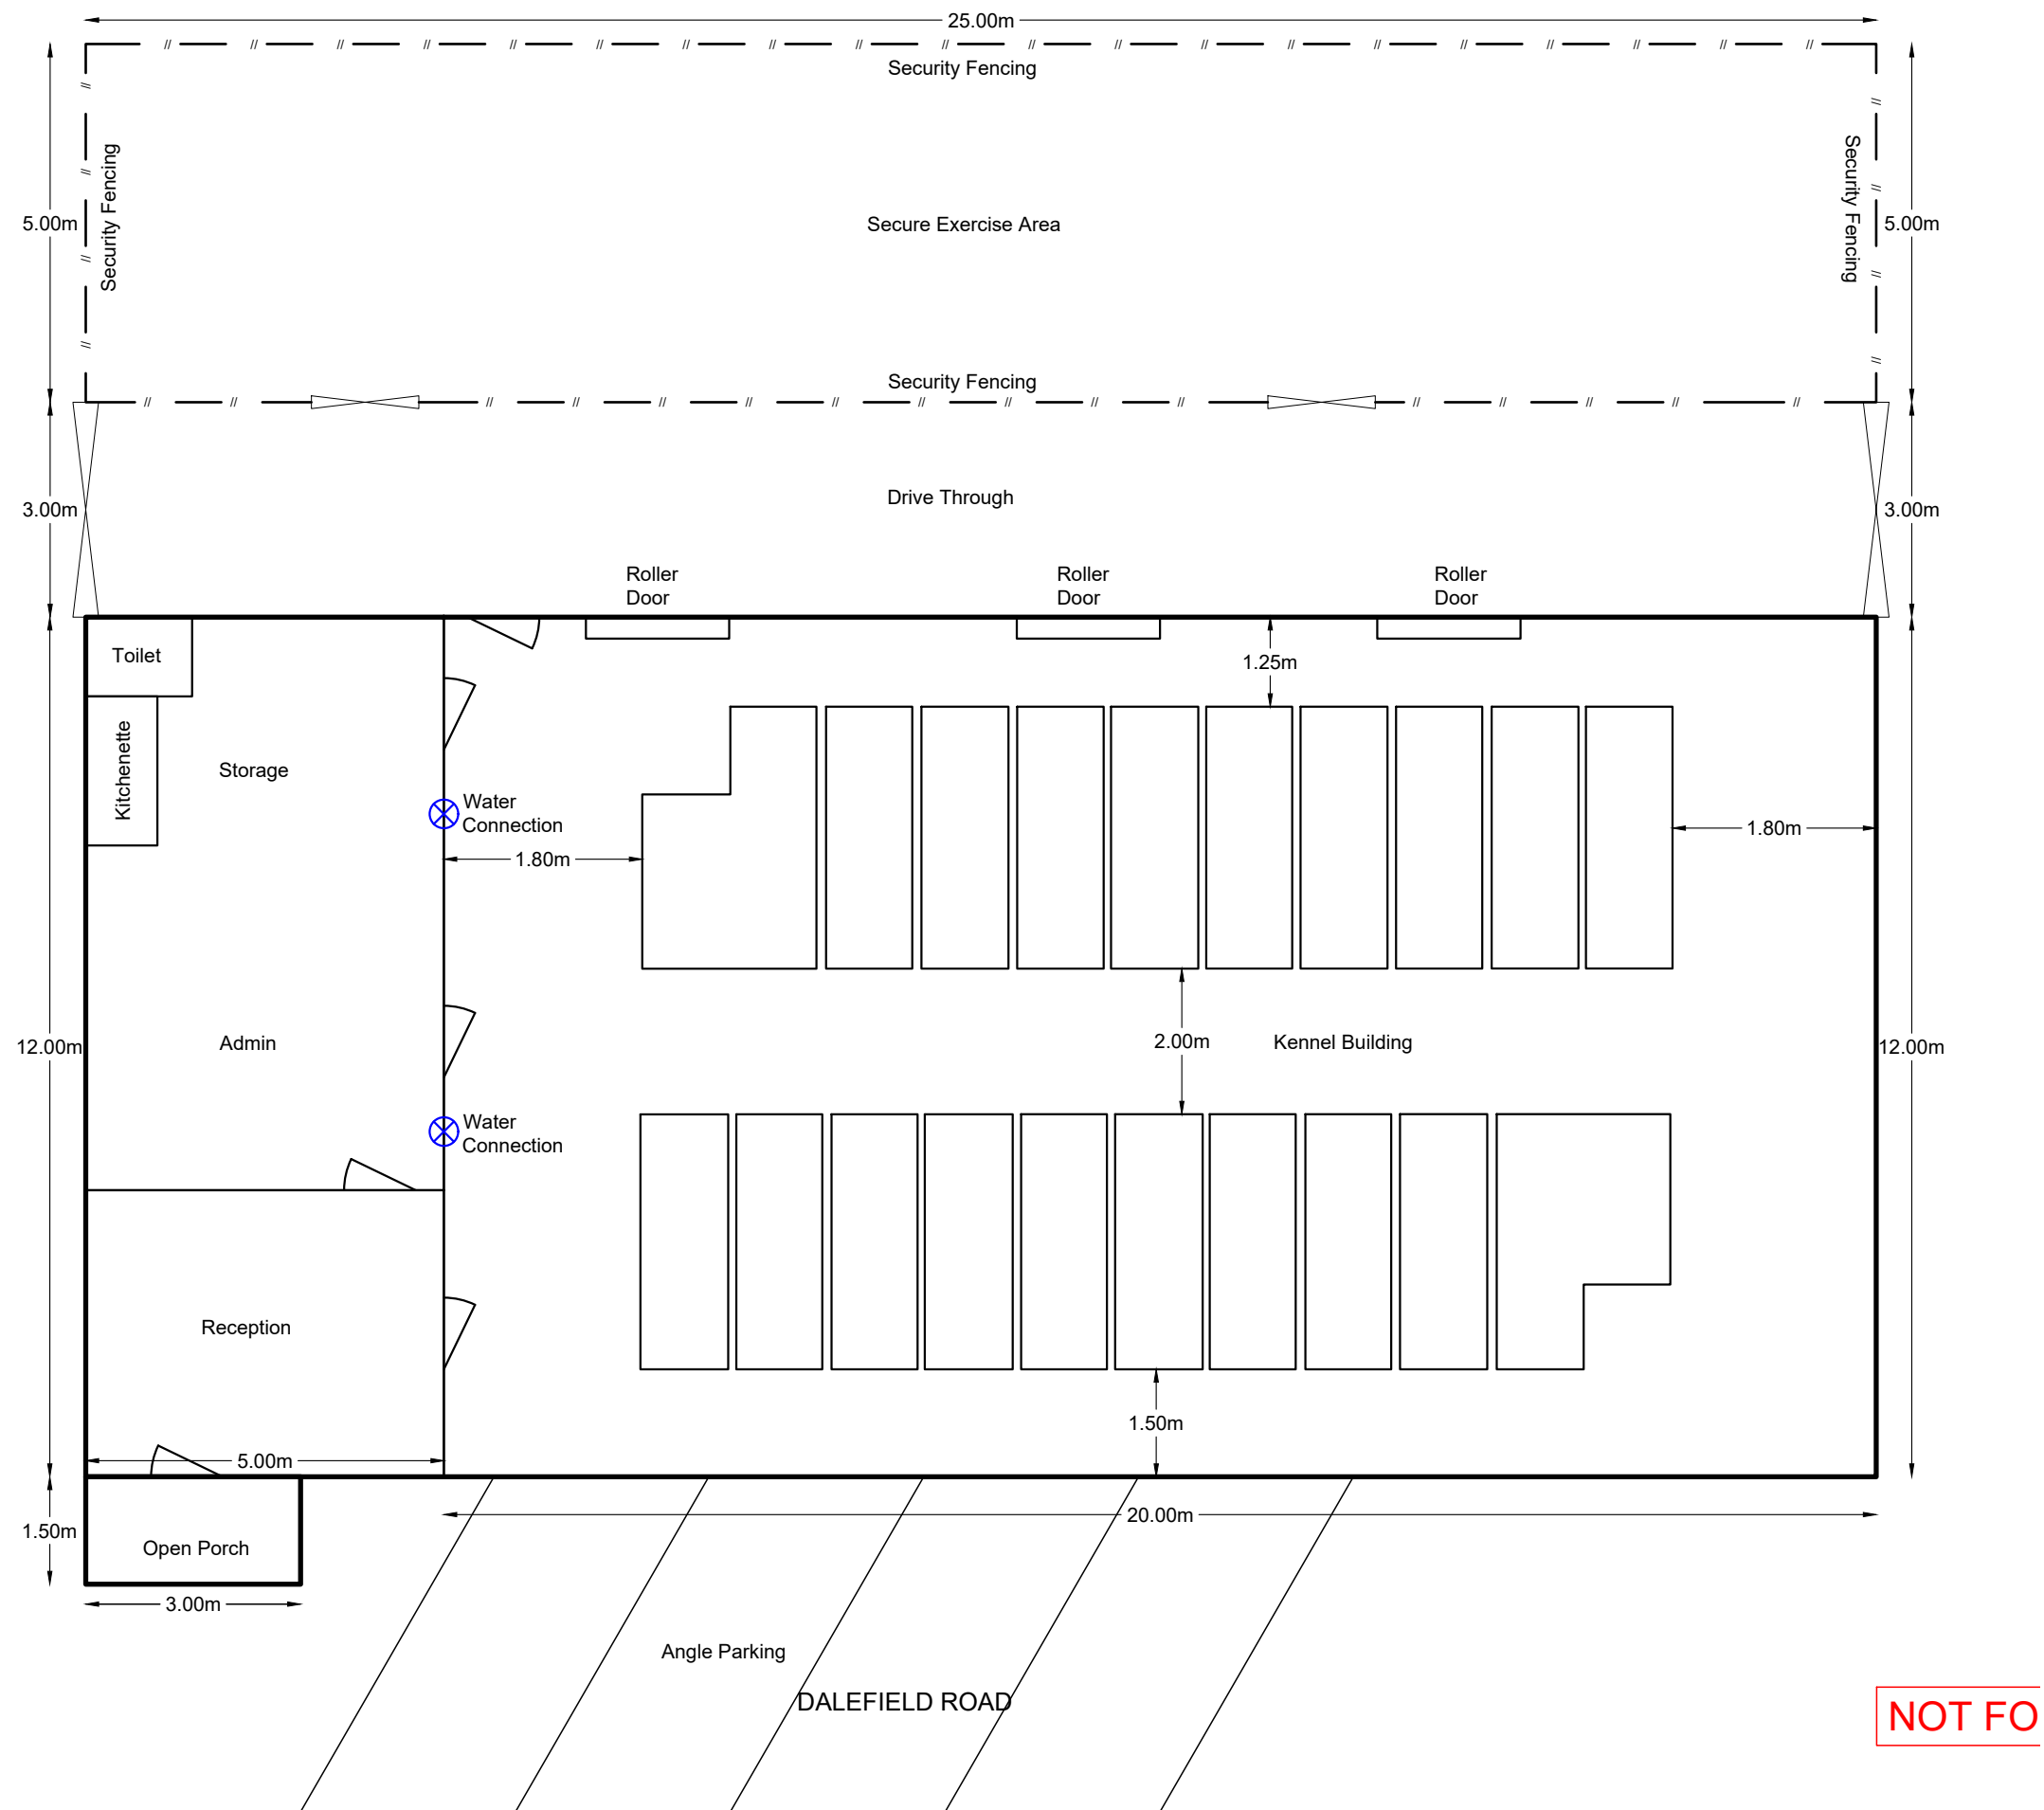 25.00m
Security Fencing
Security Fencing
Security Fencing
5.00m
Secure Exercise Area
5.00m
Security Fencing
3.00m
Drive Through
3.00m
Roller
Door
Roller
Door
Roller
Door
Toilet
1.25m
Kitchenette
Storage
Water
Connection
1.80m
1.80m
12.00m
Admin
2.00m
Kennel Building
12.00m
Water
Connection
Reception
1.50m
5.00m
20.00m
1.50m
Open Porch
3.00m
Angle Parking
DALEFIELD ROAD
NOT FO